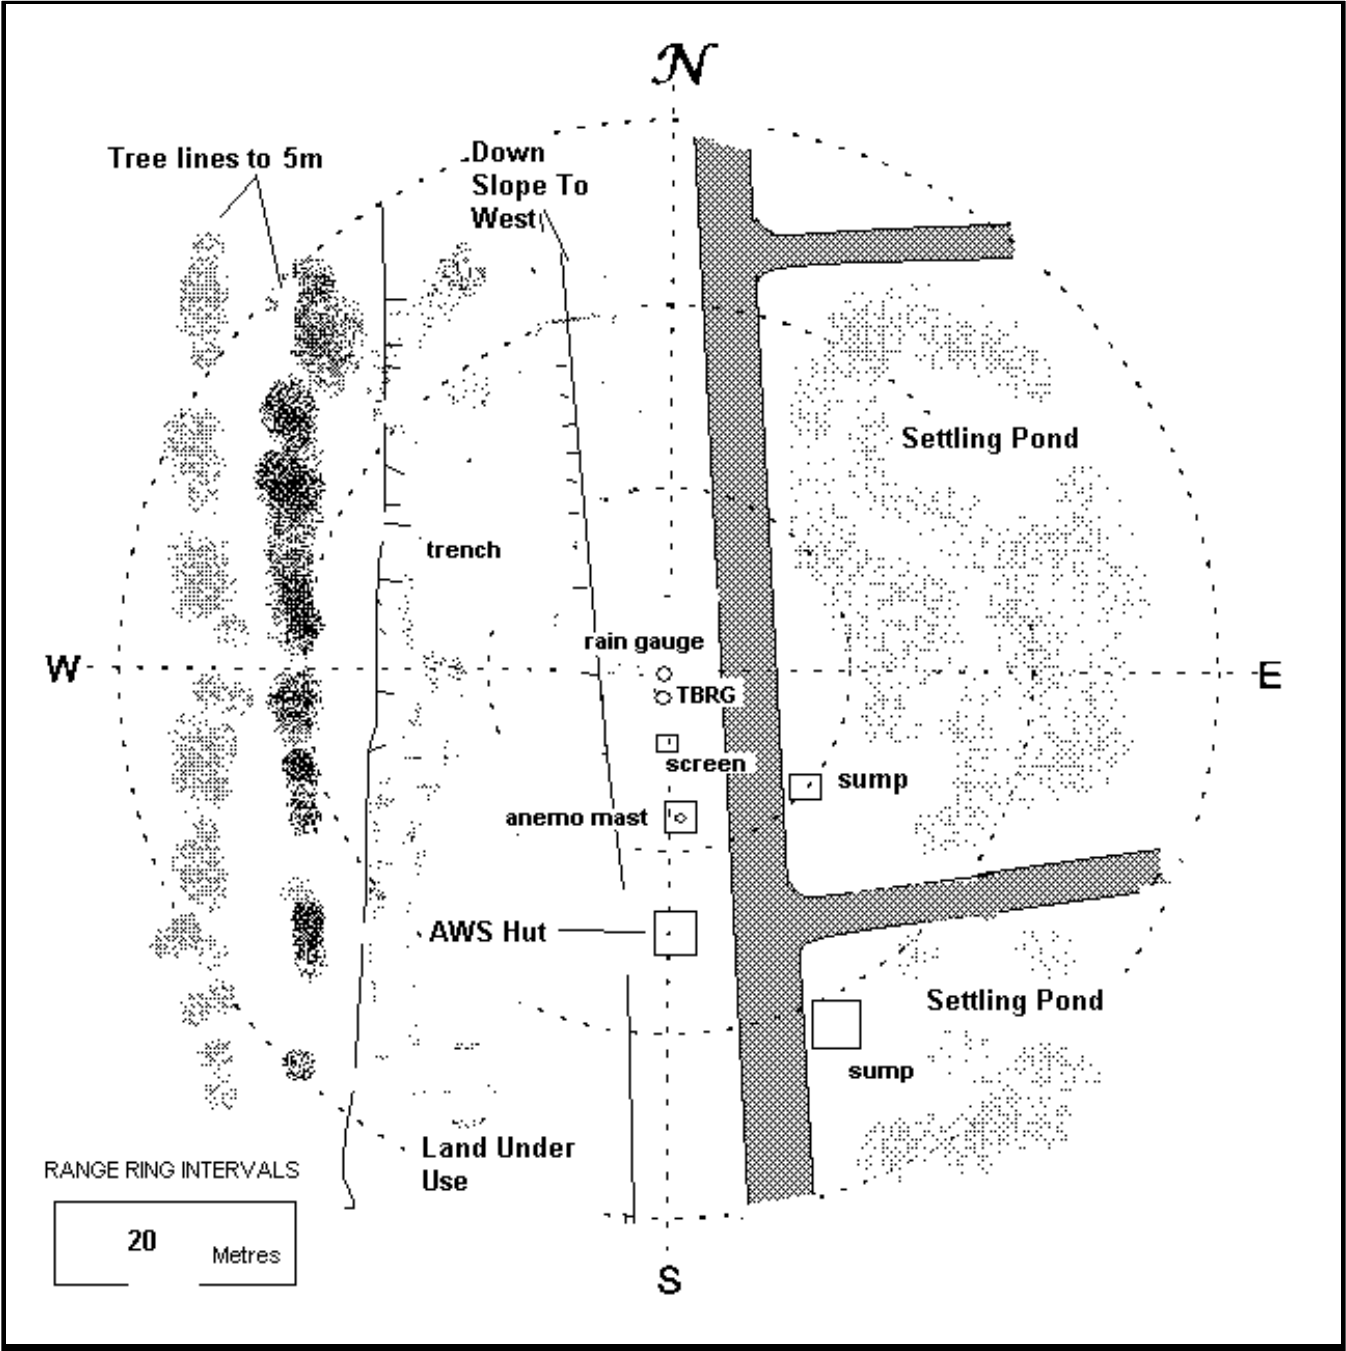 N
Tree lines to 5m
Down
Slope To
West
Settling Pond
trench
rain gauge
W
E
TBRG
screen
sump
anemo mast
AWS Hut
Settling Pond
sump
Land Under
Use
RANGE RING INTERVALS
20 Metres
S